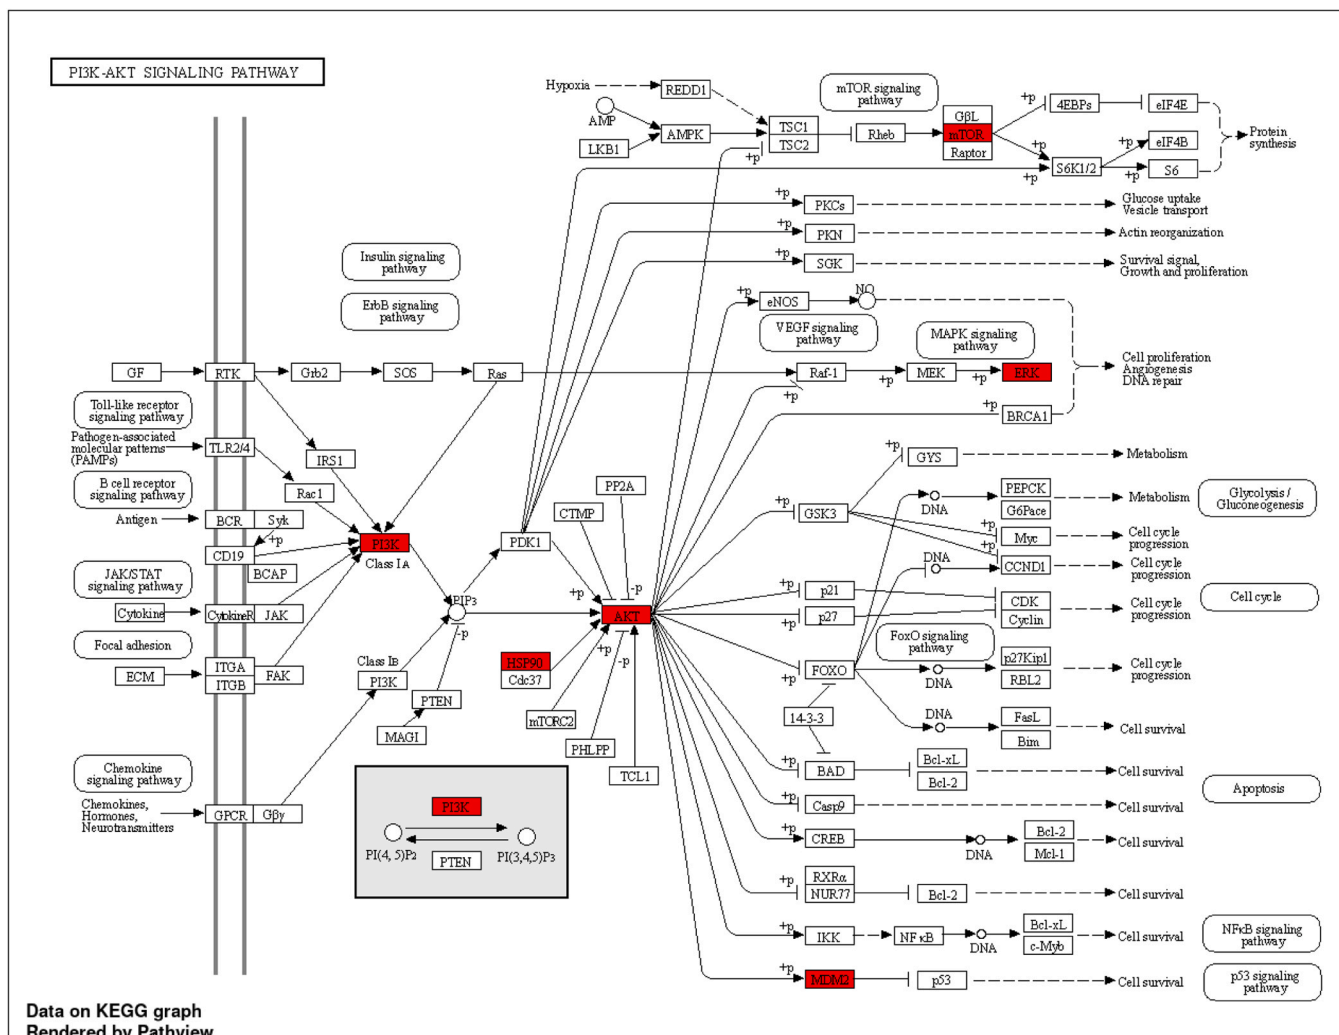 PI3K-AKT SIGNALING PATHWAY
Hypoxia
REDD1
mTOR signaling
pathway
+p
4EBPs
eIF4E
AMP
LKB1
AMPK
TSC1
TSC2
+p
Rheb
GβL
mTOR
Raptor
+p
S6K1/2
+p
+p
+p
eIF4B
S6
Protein
synthesis
+p
PKCs
Glucose uptake
Vesicle transport
+p
PKN
Actin reorganization
+p
SGK
Survival signal,
Growth and proliferation
Insulin signaling
pathway
ErbB signaling
pathway
+p
eNOS
NO
VEGF signaling
pathway
MAPK signaling
pathway
GF
RTK
Grb2
SOS
Ras
Raf-1
+p
+p
MEK
+p
ERK
Cell proliferation
Angiogenesis
DNA repair
+p
BRCA1
Toll-like receptor
signaling pathway
Pathogen-associated
molecular patterns
(PAMPs)
TLR2/4
IRS1
Rac1
B cell receptor
signaling pathway
Antigen
BCR
Syk
+p
CD19
BCAP
PI3K
Class IA
PDK1
CTMP
PP2A
+p
GYS
Metabolism
+p
GSK3
DNA
PEPCK
G6Pace
Metabolism
Glycolysis /
Gluconeogenesis
+p
Myc
Cell cycle
progression
+p
DNA
CCND1
Cell cycle
progression
JAK/STAT
signaling pathway
Cytokine
CytokineR
JAK
PIP3
-p
+p
-p
AKT
+p
-p
+p
p21
+p
p27
CDK
Cyclin
Cell cycle
progression
Cell cycle
Focal adhesion
ECM
ITGA
ITGB
FAK
Class IB
PI3K
PTEN
MAGI
HSP90
Cdc37
mTORC2
PHLPP
TCL1
FoxO signaling
pathway
+p
FOXO
DNA
p27Kip1
RBL2
Cell cycle
progression
14-3-3
DNA
FasL
Bim
Cell survival
+p
BAD
Bcl-xL
Bcl-2
Cell survival
Apoptosis
Chemokine
signaling pathway
Chemokines,
Hormones,
Neurotransmitters
GPCR
Gβγ
PI3K
PI(4, 5)P2
PTEN
PI(3,4,5)P3
+p
Casp9
Cell survival
+p
CREB
DNA
Bcl-2
Mcl-1
Cell survival
+p
RXRα
NUR77
Bcl-2
Cell survival
+p
IKK
NFκB
DNA
Bcl-xL
c-Myb
Cell survival
NFκB signaling
pathway
+p
MDM2
p53
Cell survival
p53 signaling
pathway
Data on KEGG graph
Rendered by Pathview